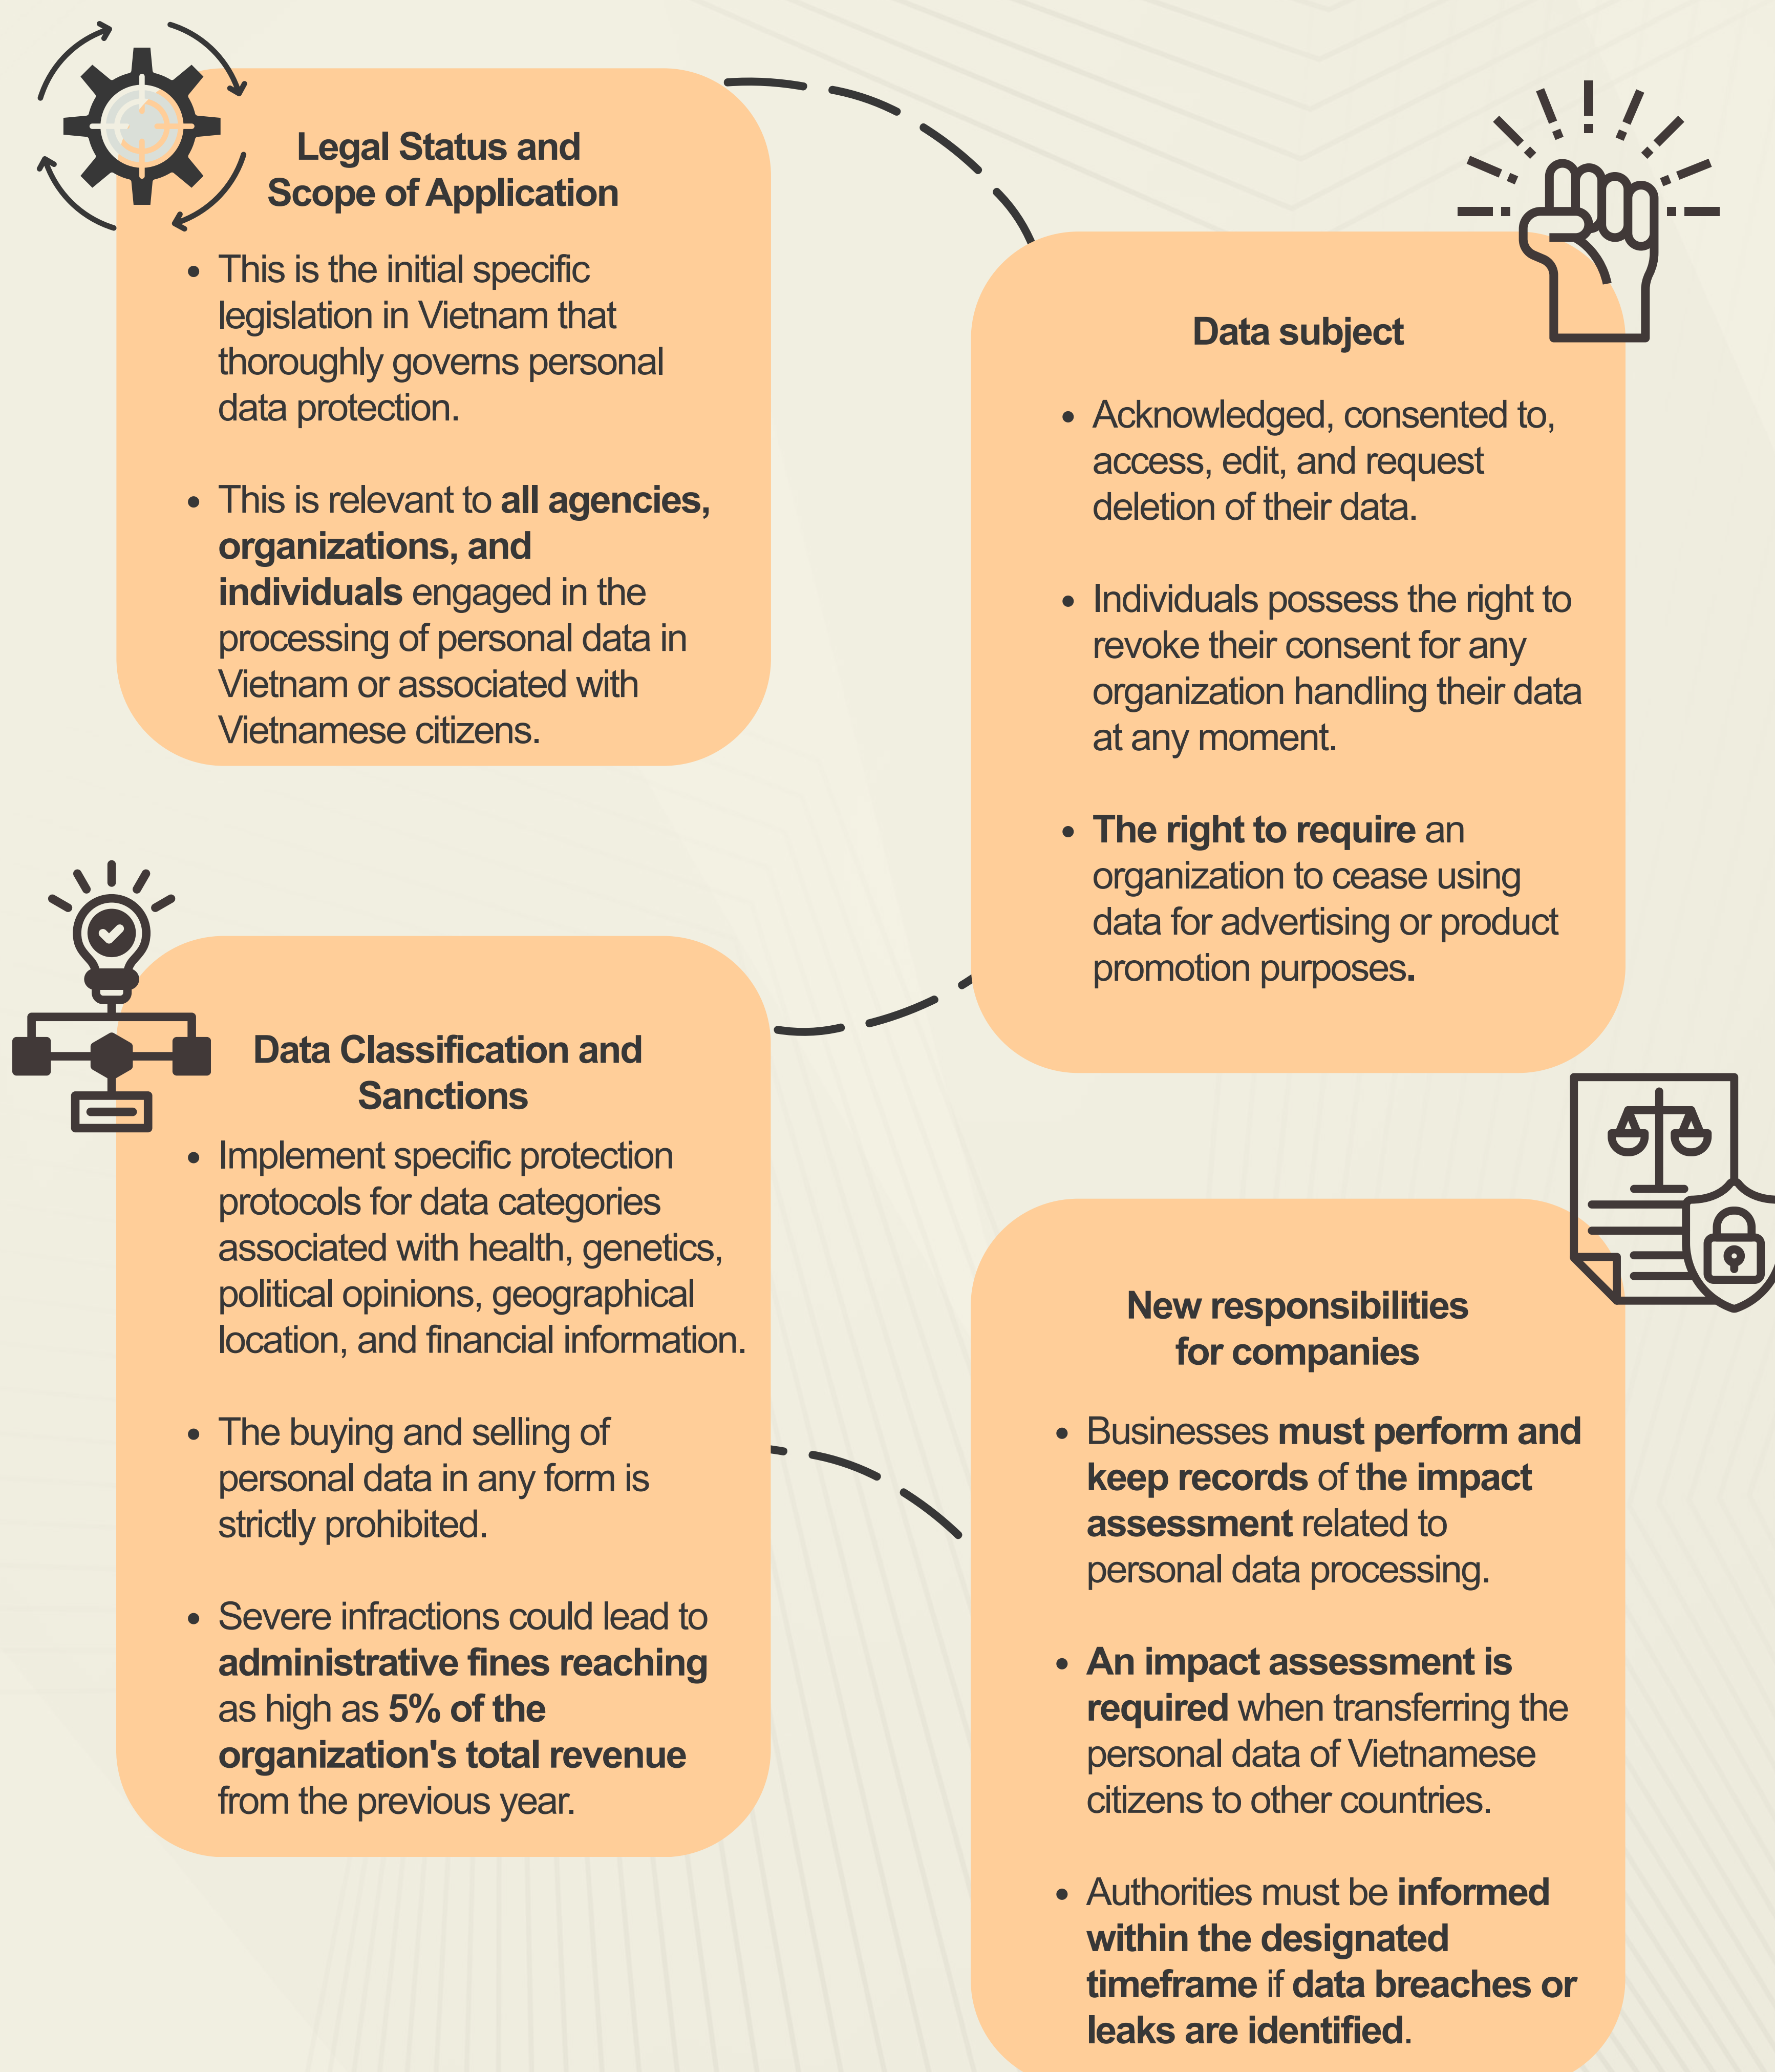 Legal Status and
Scope of Application
• This is the initial specific
legislation in Vietnam that
thoroughly governs personal
data protection.
• This is relevant to all agencies,
organizations, and
individuals engaged in the
processing of personal data in
Vietnam or associated with
Vietnamese citizens.
Data subject
• Acknowledged, consented to,
access, edit, and request
deletion of their data.
• Individuals possess the right to
revoke their consent for any
organization handling their data
at any moment.
• The right to require an
organization to cease using
data for advertising or product
promotion purposes.
Data Classification and
Sanctions
• Implement specific protection
protocols for data categories
associated with health, genetics,
political opinions, geographical
location, and financial information.
• The buying and selling of
personal data in any form is
strictly prohibited.
• Severe infractions could lead to
administrative fines reaching
as high as 5% of the
organization's total revenue
from the previous year.
New responsibilities
for companies
• Businesses must perform and
keep records of the impact
assessment related to
personal data processing.
• An impact assessment is
required when transferring the
personal data of Vietnamese
citizens to other countries.
• Authorities must be informed
within the designated
timeframe if data breaches or
leaks are identified.